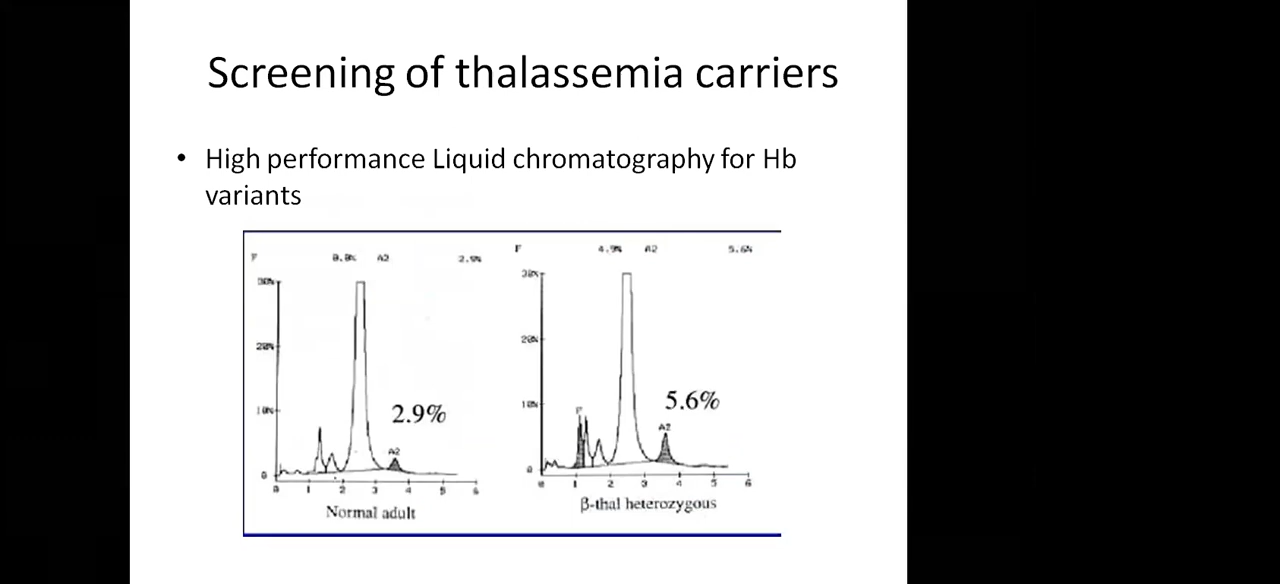 Screening of thalassemia carriers
• High performance Liquid chromatography for Hb
variants
F 0.8% A2 2.9%
30%
20%
10%
0
2.9%
A2
0 1 2 3 4 5 6
Normal adult
F 4.9% A2 5.6%
30%
20%
10%
0
F
5.6%
A2
0 1 2 3 4 5 6
β-thal heterozygous